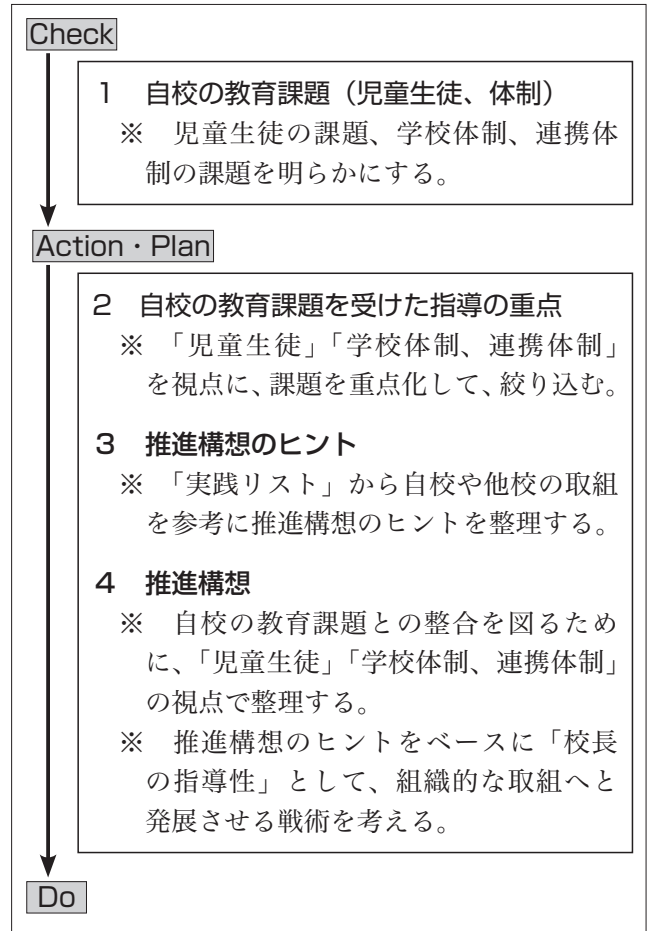 Check
1　自校の教育課題（児童生徒、体制）
※　児童生徒の課題、学校体制、連携体
制の課題を明らかにする。
Action・Plan
2　自校の教育課題を受けた指導の重点
※　「児童生徒」「学校体制、連携体制」
を視点に、課題を重点化して、絞り込む。
3　推進構想のヒント
※　「実践リスト」から自校や他校の取組
を参考に推進構想のヒントを整理する。
4　推進構想
※　自校の教育課題との整合を図るため
に、「児童生徒」「学校体制、連携体制」
の視点で整理する。
※　推進構想のヒントをベースに「校長
の指導性」として、組織的な取組へと
発展させる戦術を考える。
Do